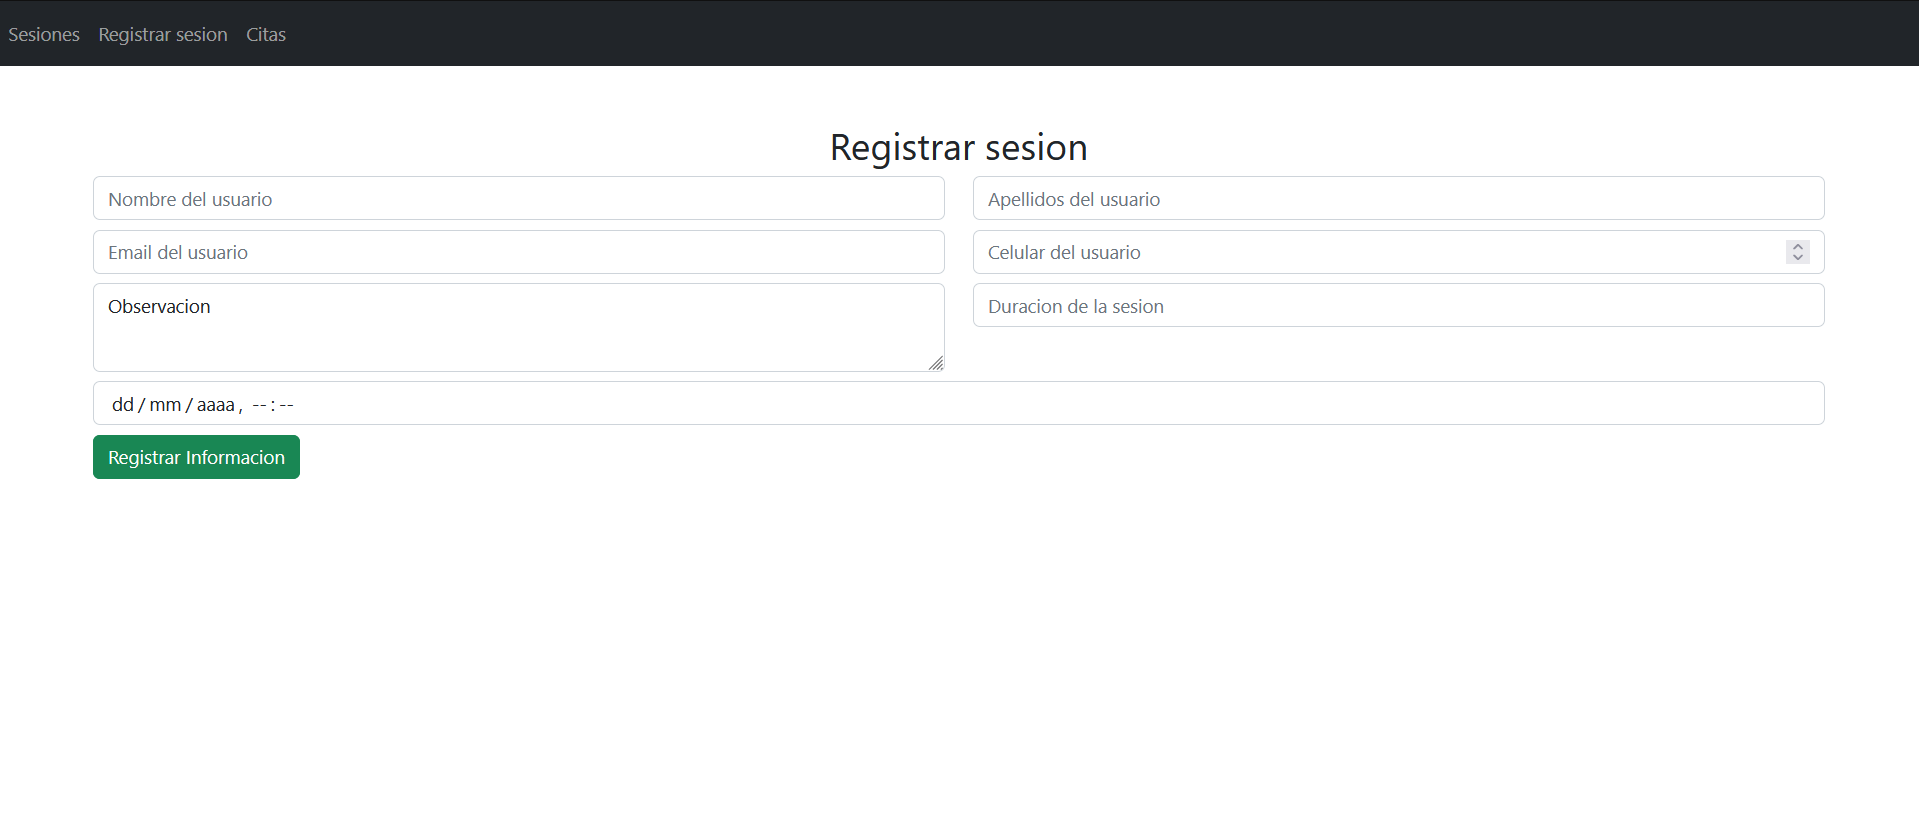 Sesiones Registrar sesion Citas
Registrar sesion
Nombre del usuario
Apellidos del usuario
Email del usuario
Celular del usuario
Observacion
Duracion de la sesion
dd / mm / aaaa , -- : --
Registrar Informacion